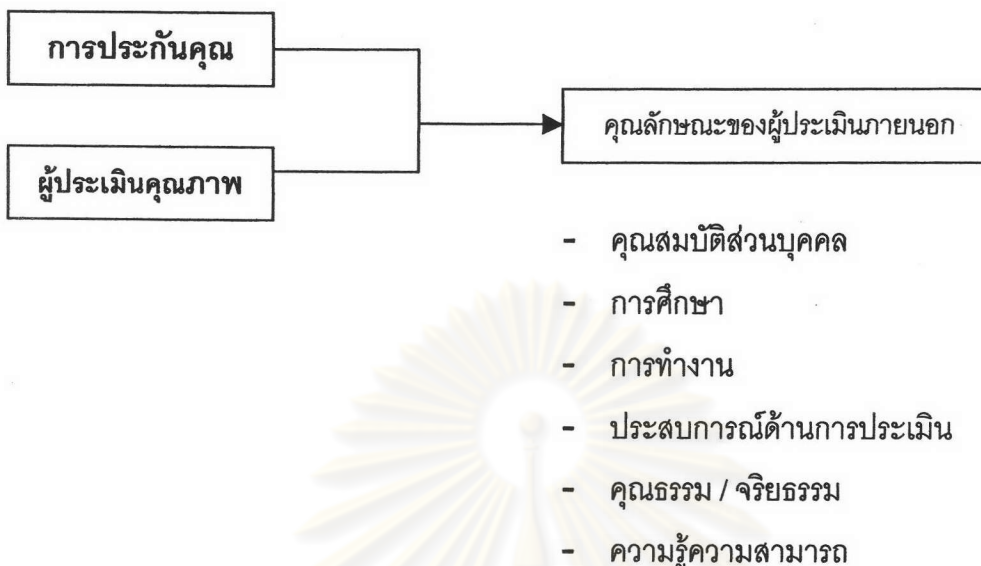 การประกันคุณ
คุณลักษณะของผู้ประเมินภายนอก
ผู้ประเมินคุณภาพ
- คุณสมบัติส่วนบุคคล
- การศึกษา
- การทำงาน
- ประสบการณ์ด้านการประเมิน
- คุณธรรม / จริยธรรม
- ความรู้ความสามารถ